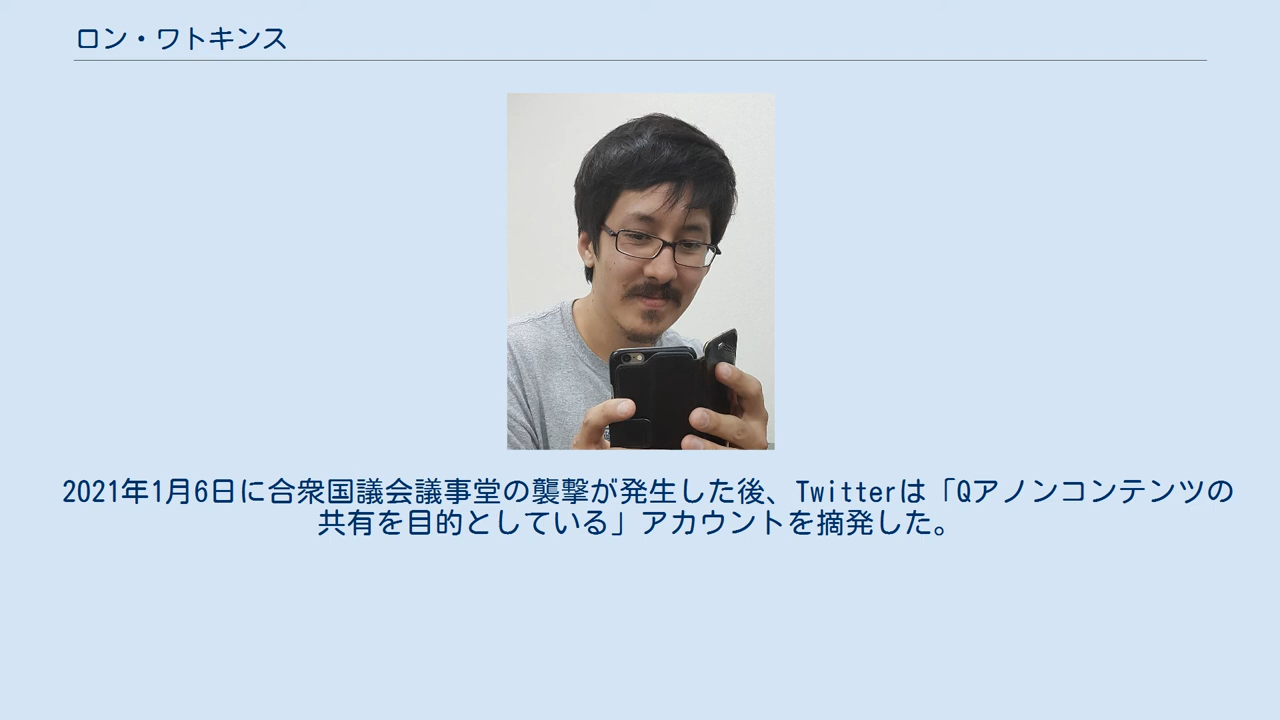 ロン・ワトキンス
2021年1月6日に合衆国議会議事堂の襲撃が発生した後、Twitterは「Qアノンコンテンツの
共有を目的としている」アカウントを摘発した。